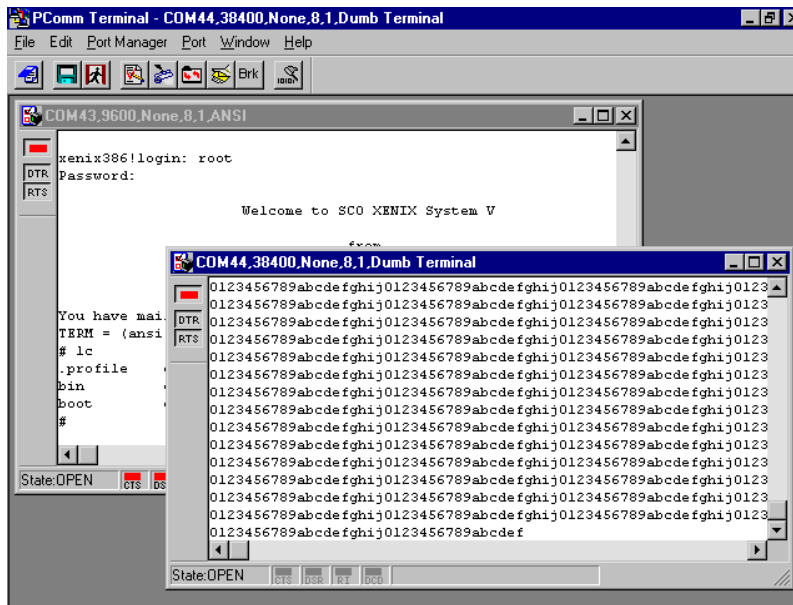 PComm Terminal - COM44,38400,None,8,1,Dumb Terminal
File Edit Port Manager Port Window Help
Brk
COM43,9600,None,8,1,ANSI
DTR
RTS
xenix386!login: root
Password:
Welcome to SCO XENIX System V
from
You have mai
TERM = (ansi
# lc
.profile
bin
boot
#
State:OPEN CTS DS
COM44,38400,None,8,1,Dumb Terminal
DTR
RTS
0123456789abcdefghij0123456789abcdefghij0123456789abcdefghij0123
0123456789abcdefghij0123456789abcdefghij0123456789abcdefghij0123
0123456789abcdefghij0123456789abcdefghij0123456789abcdefghij0123
0123456789abcdefghij0123456789abcdefghij0123456789abcdefghij0123
0123456789abcdefghij0123456789abcdefghij0123456789abcdefghij0123
0123456789abcdefghij0123456789abcdefghij0123456789abcdefghij0123
0123456789abcdefghij0123456789abcdefghij0123456789abcdefghij0123
0123456789abcdefghij0123456789abcdefghij0123456789abcdefghij0123
0123456789abcdefghij0123456789abcdefghij0123456789abcdefghij0123
0123456789abcdefghij0123456789abcdefghij0123456789abcdefghij0123
0123456789abcdefghij0123456789abcdefghij0123456789abcdefghij0123
0123456789abcdefghij0123456789abcdefghij0123456789abcdefghij0123
0123456789abcdefghij0123456789abcdefghij0123456789abcdefghij0123
0123456789abcdefghij0123456789abcdefghij0123456789abcdefghij0123
0123456789abcdefghij0123456789abcdef
State:OPEN CTS DSR RI DCD